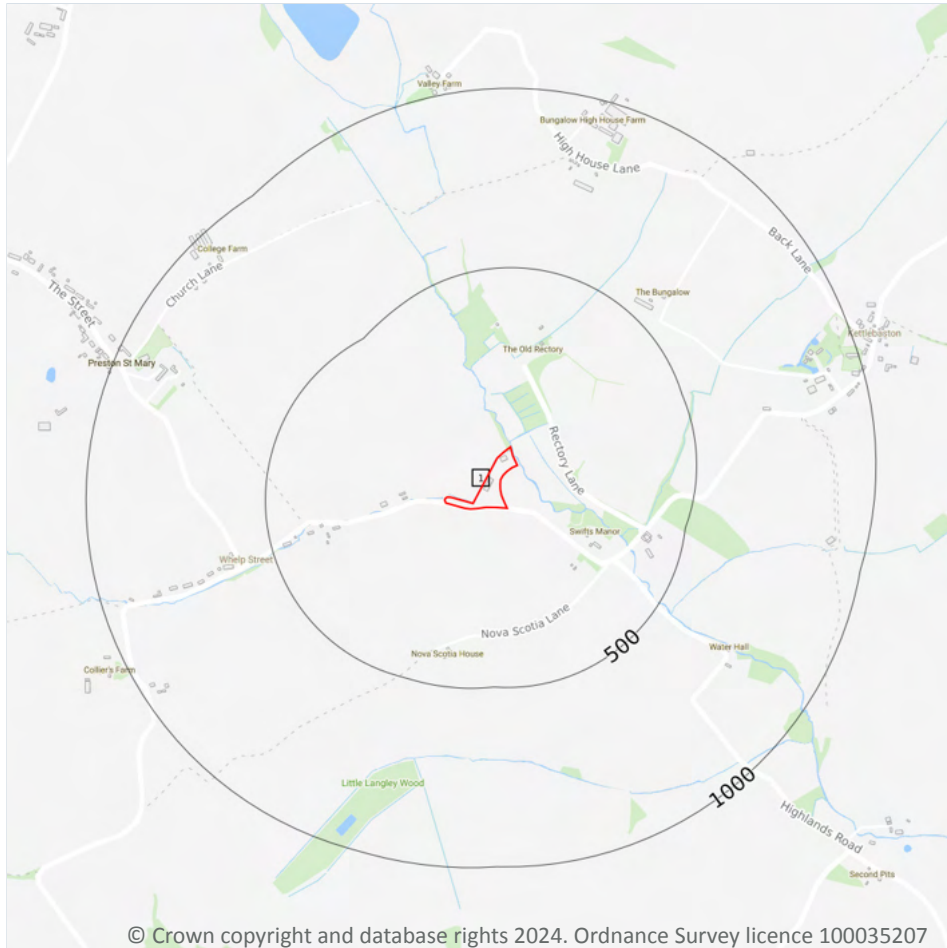 Valley Farm
Bungalow High House Farm
High House Lane
Back Lane
College Farm
Church Lane
The Street
The Bungalow
Kettlebaston
Preston St Mary
The Old Rectory
Rectory Lane
1
Swifts Manor
Whelp Street
Nova Scotia Lane
Nova Scotia House
500
Water Hall
Collier's Farm
Little Langley Wood
1000
Highlands Road
Second Pits
© Crown copyright and database rights 2024. Ordnance Survey licence 100035207